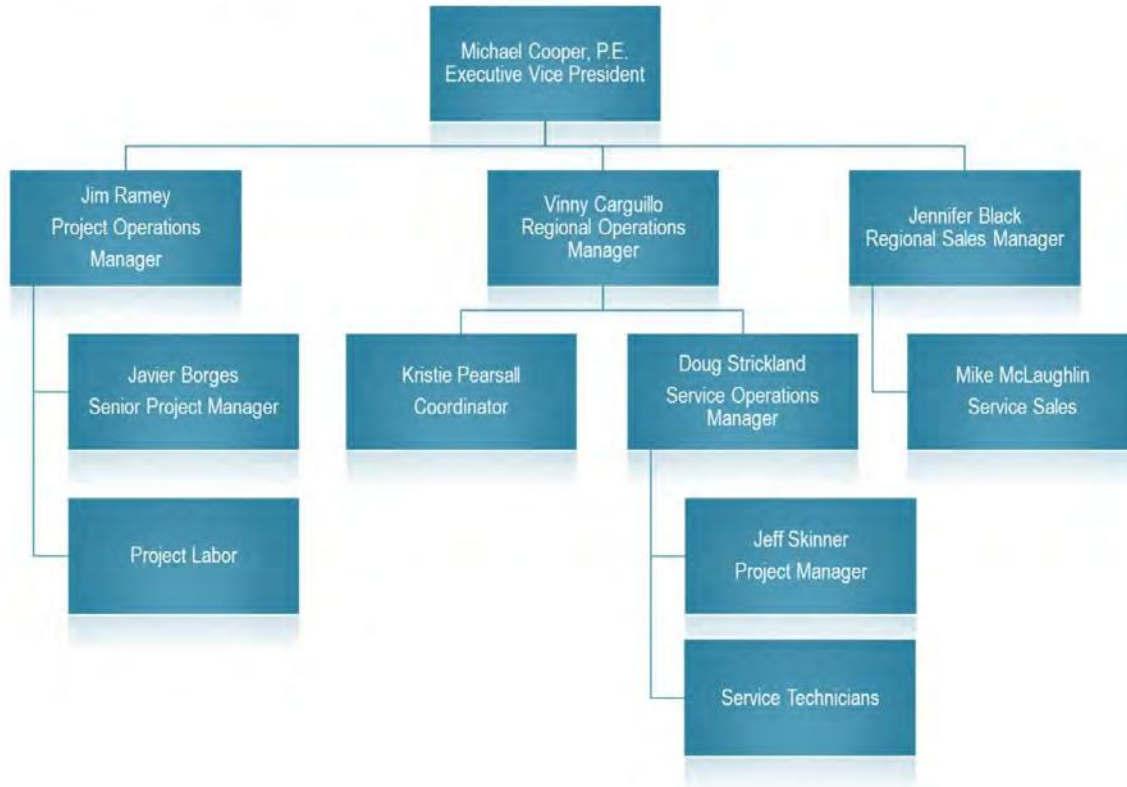 Michael Cooper, P.E.
Executive Vice President
Jim Ramey
Project Operations
Manager
Vinny Carguillo
Regional Operations
Manager
Jennifer Black
Regional Sales Manager
Javier Borges
Senior Project Manager
Kristie Pearsall
Coordinator
Doug Strickland
Service Operations
Manager
Mike McLaughlin
Service Sales
Project Labor
Jeff Skinner
Project Manager
Service Technicians